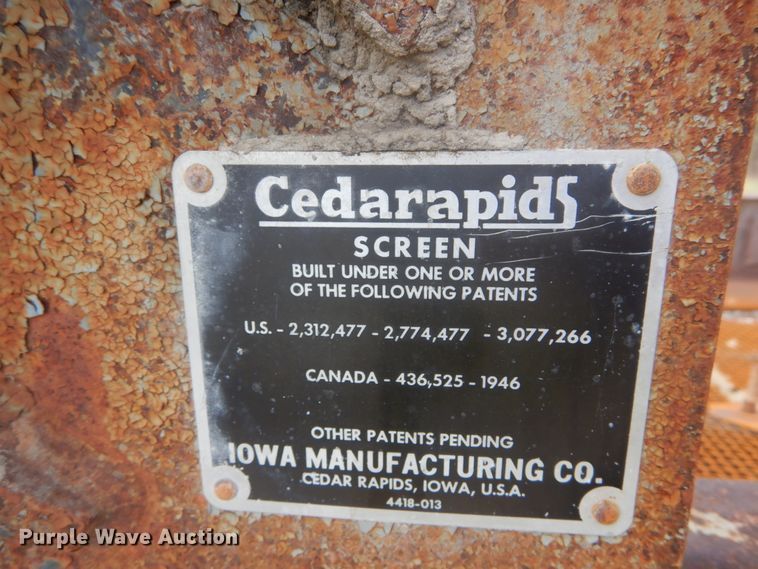 Cedarapids
SCREEN
BUILT UNDER ONE OR MORE
OF THE FOLLOWING PATENTS
U.S. - 2,312,477 - 2,774,477 - 3,077,266
CANADA - 436,525 - 1946
OTHER PATENTS PENDING
IOWA MANUFACTURING CO.
CEDAR RAPIDS, IOWA, U.S.A.
4418-013
Purple Wave Auction